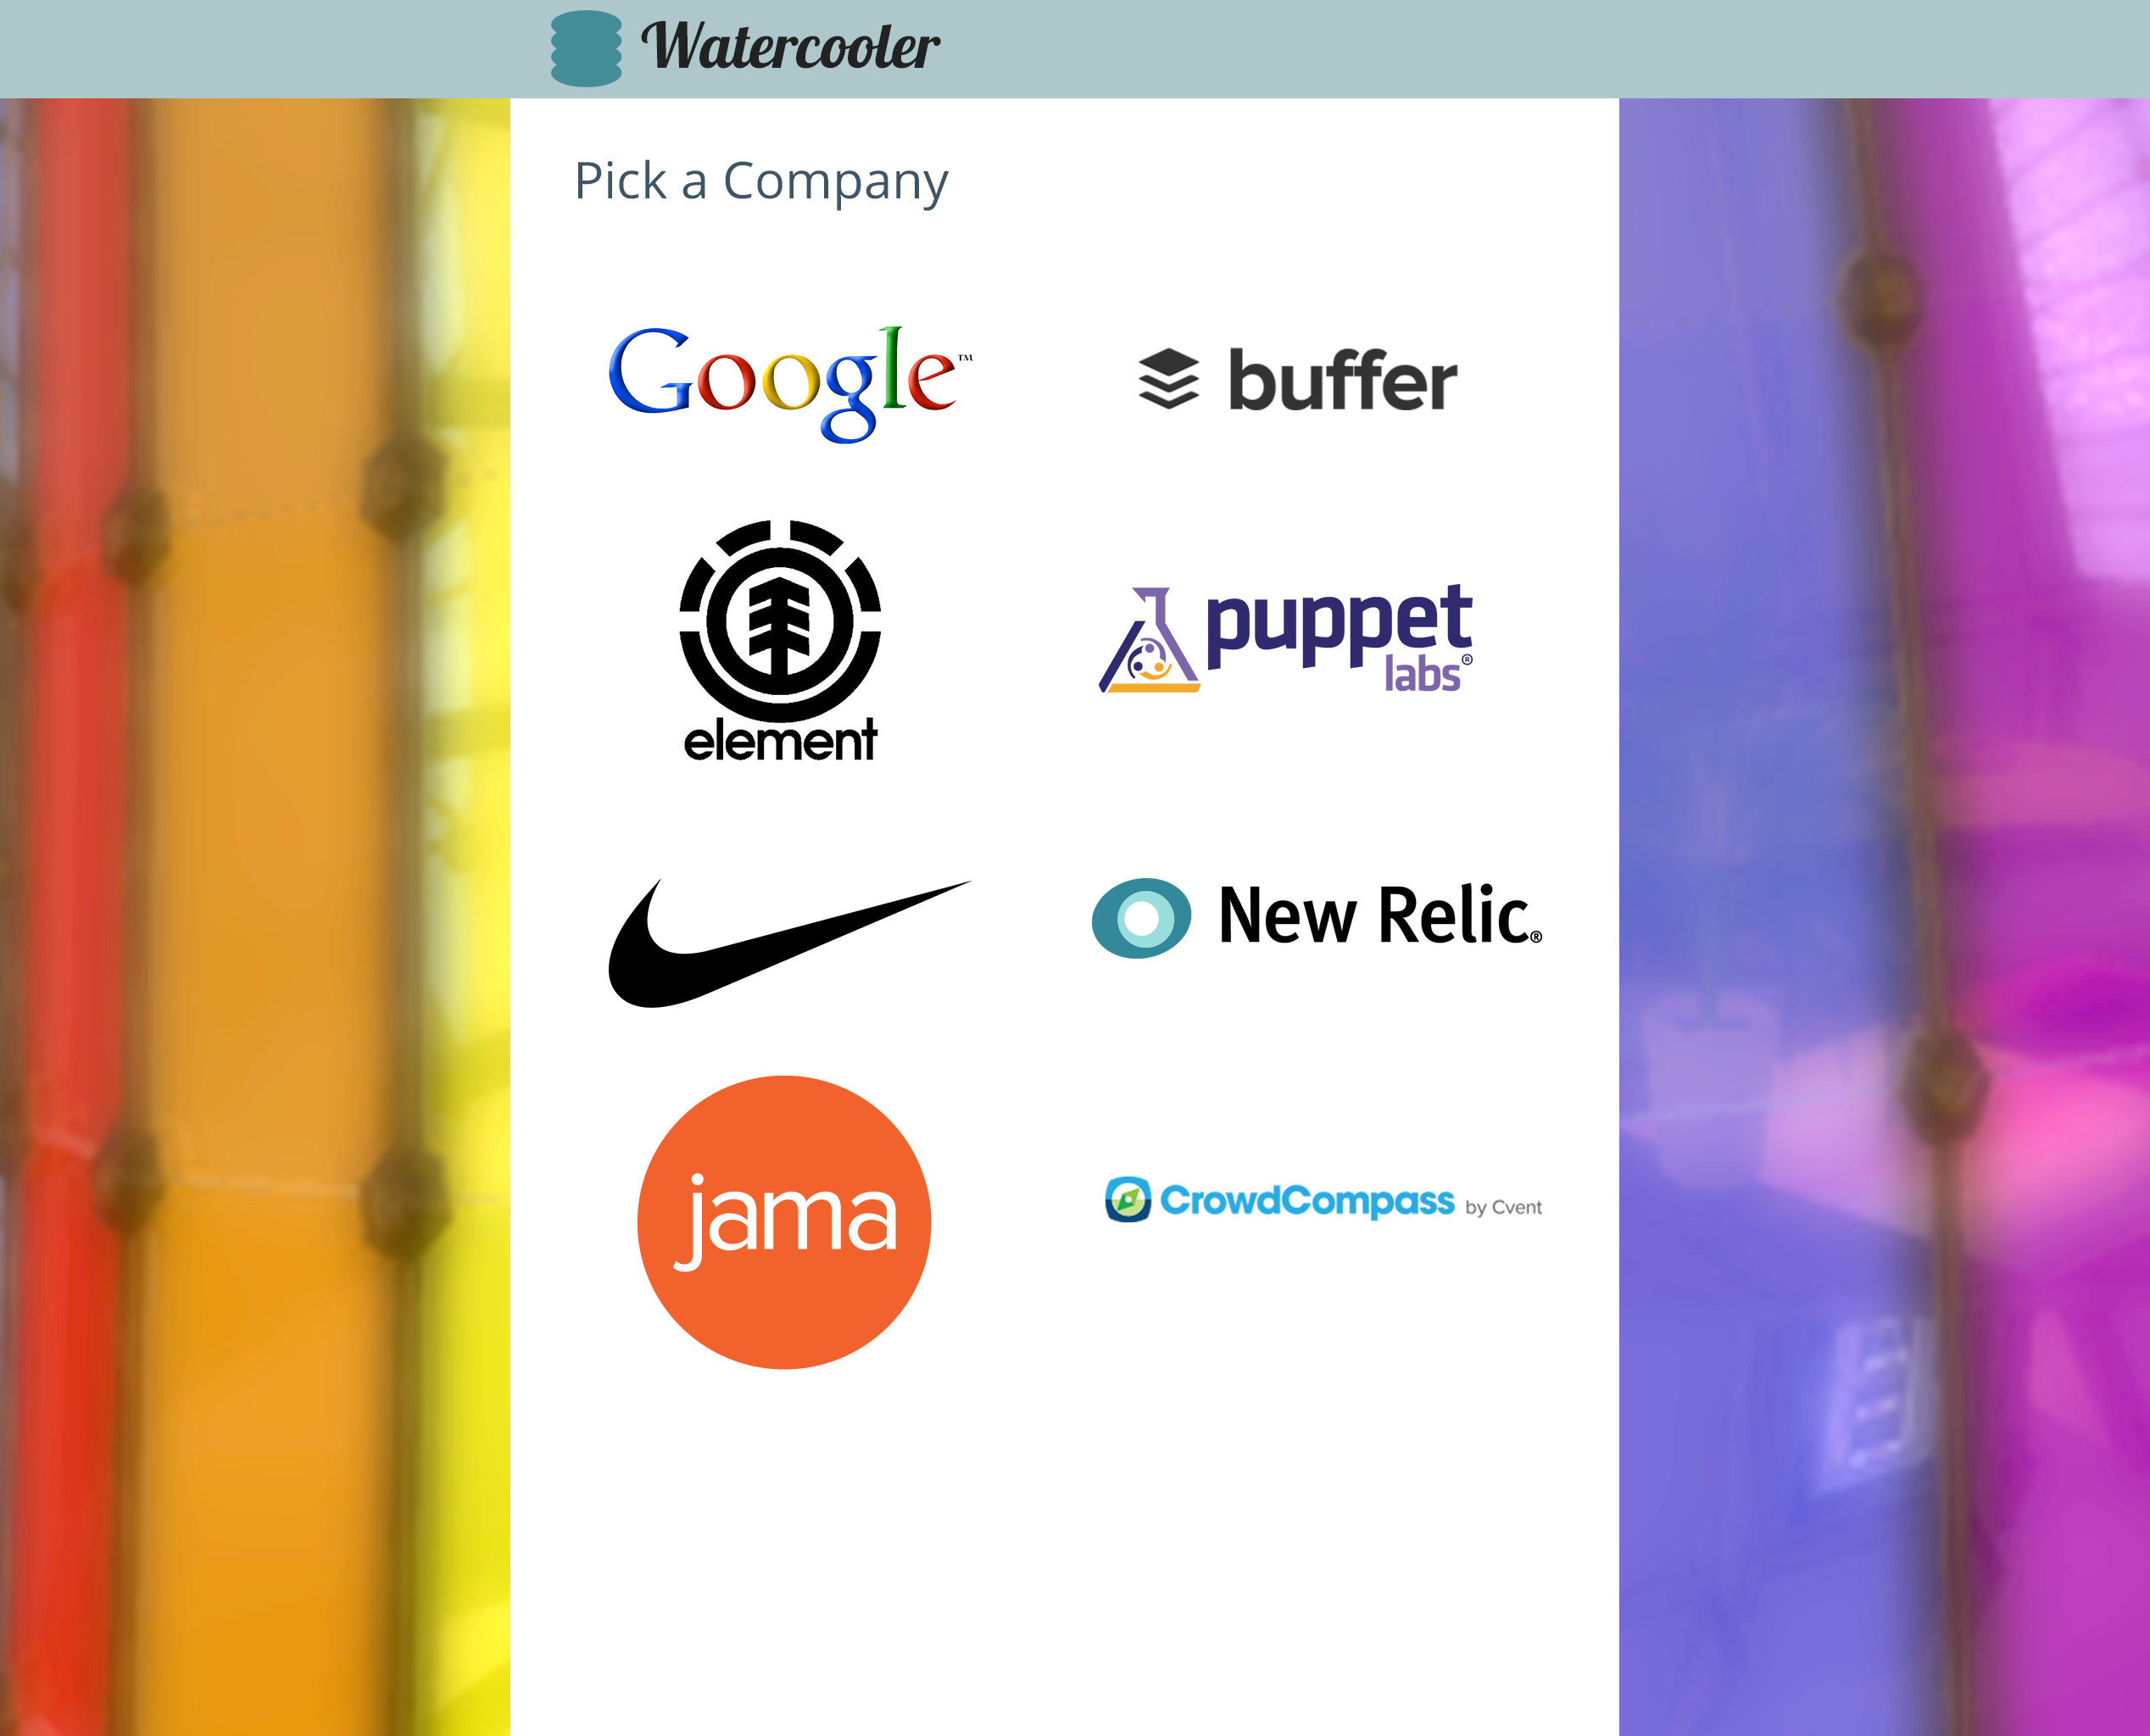 Watercooler
Pick a Company
Google™
buffer
element
puppet
labs®
New Relic®
jama
CrowdCompass by Cvent